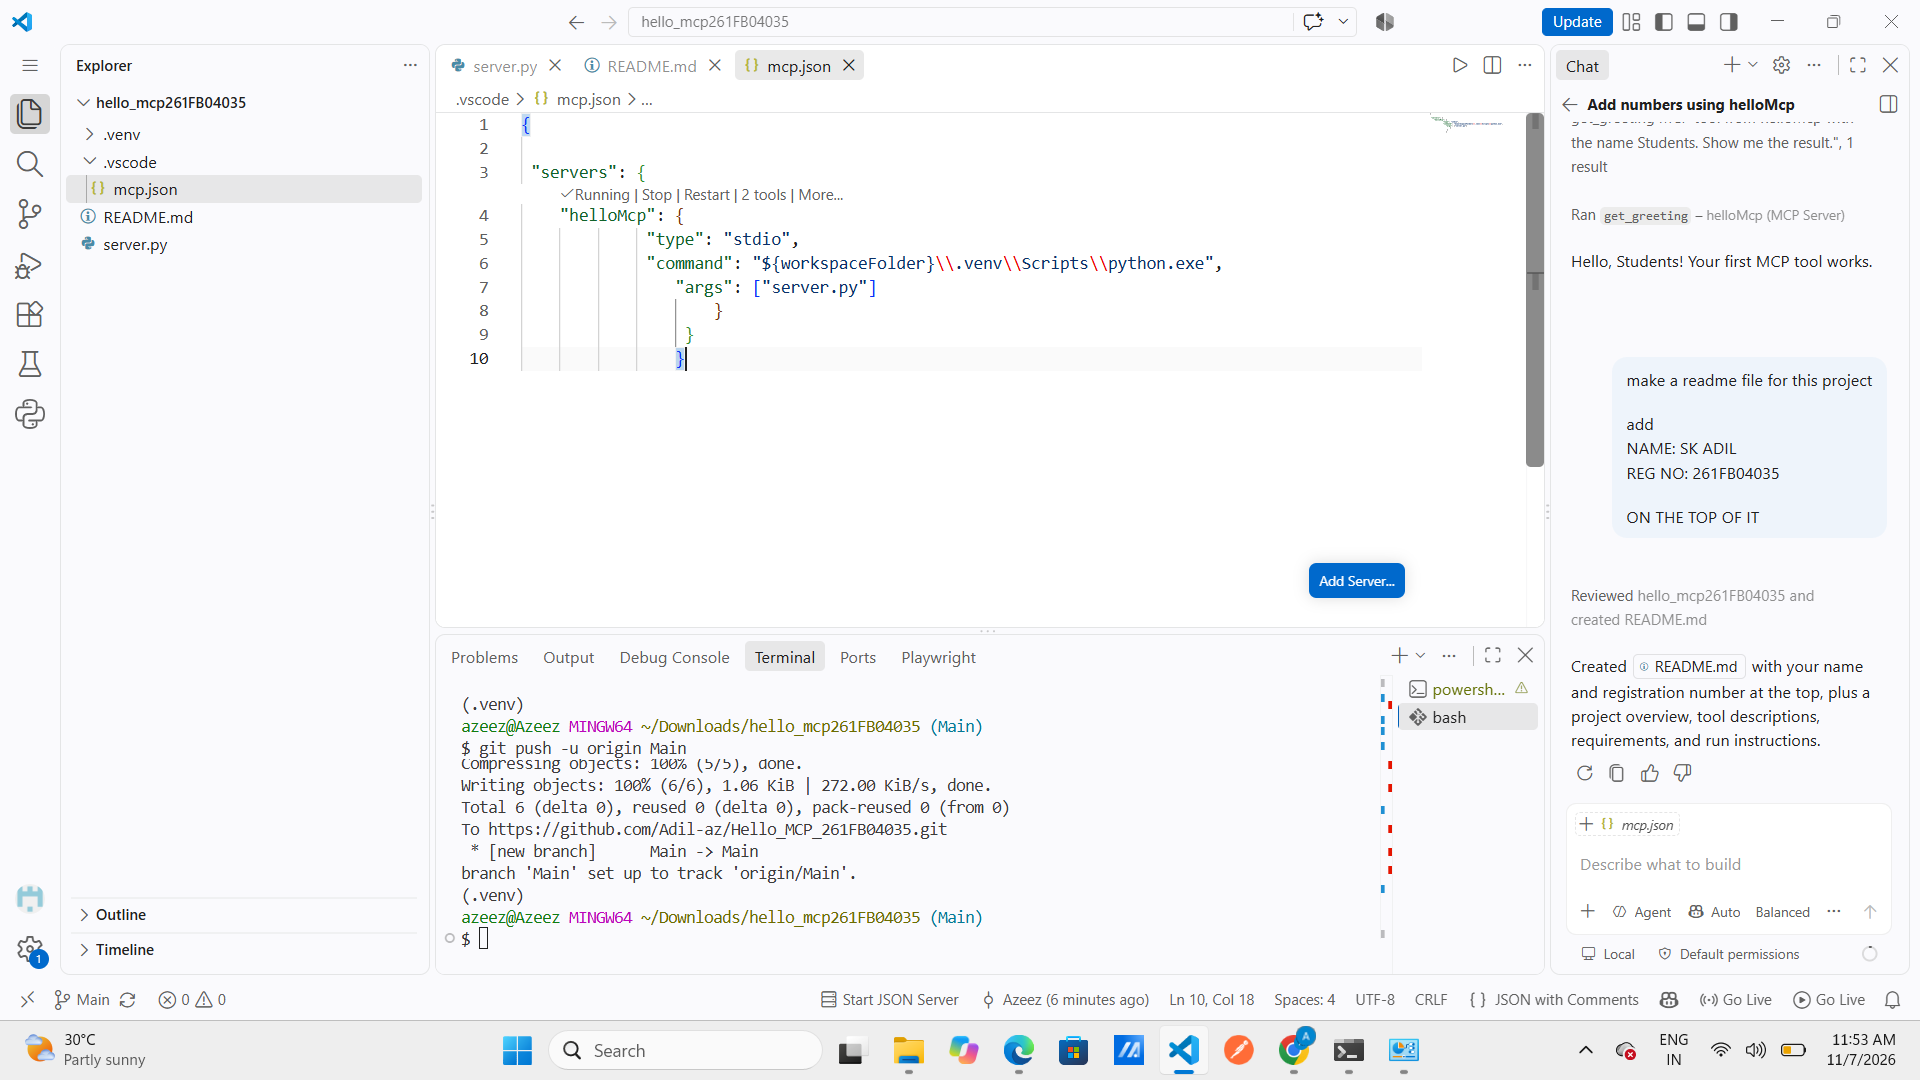 hello_mcp261FB04035
Update
Explorer
hello_mcp261FB04035
.venv
.vscode
mcp.json
README.md
server.py
Outline
Timeline
1
server.py
README.md
mcp.json
.vscode > {} mcp.json > ...
1 {
2
3 "servers": {
✓Running | Stop | Restart | 2 tools | More...
4 "helloMcp": {
5 "type": "stdio",
6 "command": "${workspaceFolder}\\.venv\\Scripts\\python.exe",
7 "args": ["server.py"]
8 }
9 }
10 }
Add Server...
Problems Output Debug Console Terminal Ports Playwright
(.venv)
azeez@Azeez MINGW64 ~/Downloads/hello_mcp261FB04035 (Main)
$ git push -u origin Main
Compressing objects: 100% (5/5), done.
Writing objects: 100% (6/6), 1.06 KiB | 272.00 KiB/s, done.
Total 6 (delta 0), reused 0 (delta 0), pack-reused 0 (from 0)
To https://github.com/Adil-az/Hello_MCP_261FB04035.git
* [new branch] Main -> Main
branch 'Main' set up to track 'origin/Main'.
(.venv)
azeez@Azeez MINGW64 ~/Downloads/hello_mcp261FB04035 (Main)
$
powersh...
bash
Chat
Add numbers using helloMcp
the name Students. Show me the result.", 1
result
Ran get_greeting – helloMcp (MCP Server)
Hello, Students! Your first MCP tool works.
make a readme file for this project
add
NAME: SK ADIL
REG NO: 261FB04035
ON THE TOP OF IT
Reviewed hello_mcp261FB04035 and
created README.md
Created README.md with your name
and registration number at the top, plus a
project overview, tool descriptions,
requirements, and run instructions.
mcp.json
Describe what to build
Agent Auto Balanced
Local Default permissions
Main 0 0 Start JSON Server Azeez (6 minutes ago) Ln 10, Col 18 Spaces: 4 UTF-8 CRLF {} JSON with Comments Go Live Go Live
30°C
Partly sunny
Search
A
ENG
IN
11:53 AM
11/7/2026